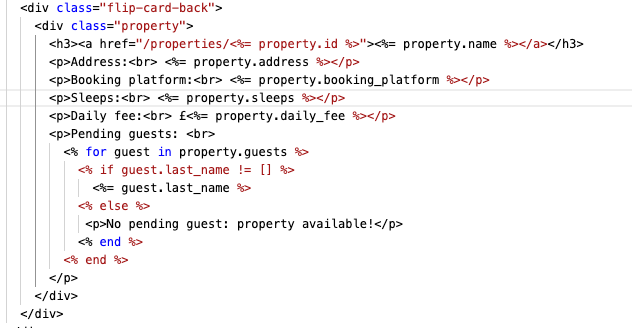 <div class="flip-card-back">
<div class="property">
<h3><a href="/properties/<%= property.id %>"><%= property.name %></a></h3>
<p>Address:<br> <%= property.address %></p>
<p>Booking platform:<br> <%= property.booking_platform %></p>
<p>Sleeps:<br> <%= property.sleeps %></p>
<p>Daily fee:<br> £<%= property.daily_fee %></p>
<p>Pending guests: <br>
<% for guest in property.guests %>
<% if guest.last_name != [] %>
<%= guest.last_name %>
<% else %>
<p>No pending guest: property available!</p>
<% end %>
<% end %>
</p>
</div>
</div>